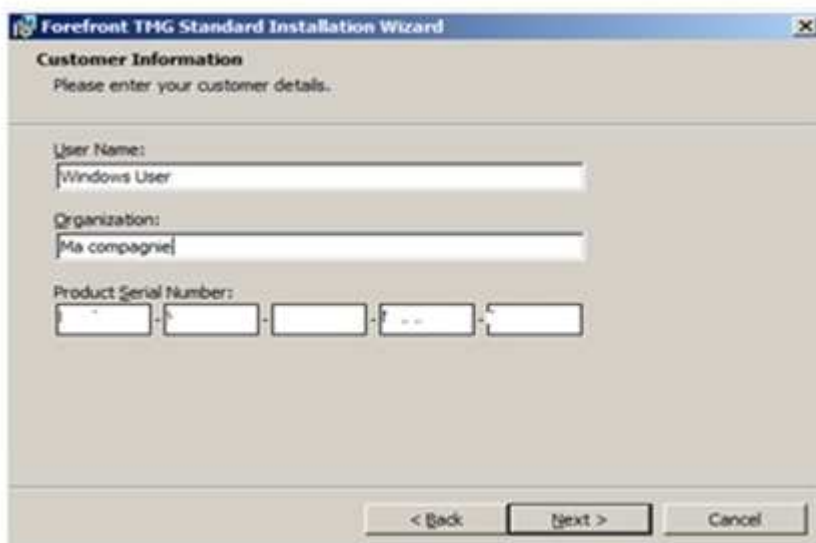 Forefront TMG Standard Installation Wizard
Customer Information
Please enter your customer details.
User Name:
Windows User
Organization:
Ma compagnie
Product Serial Number:
- - - -
< Back Next > Cancel